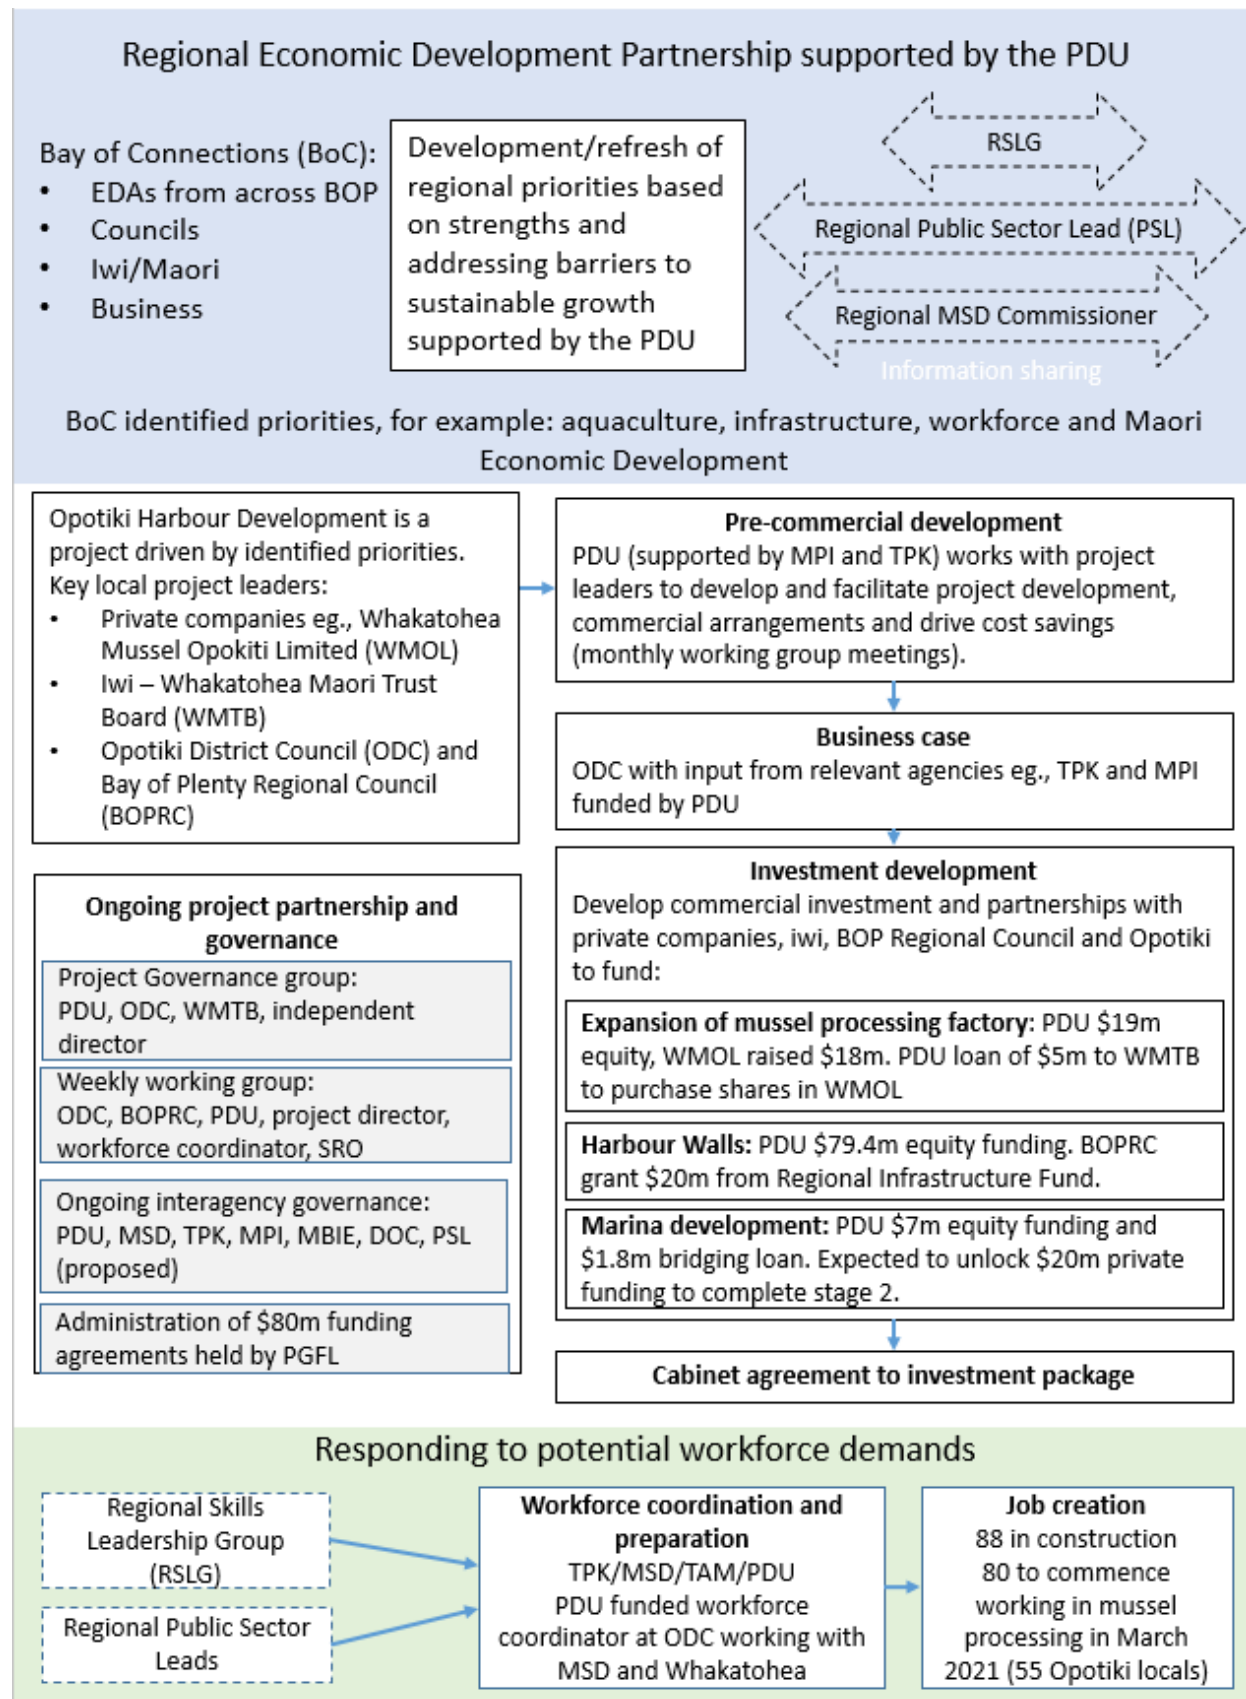 Regional Economic Development Partnership supported by the PDU
Bay of Connections (BoC):
• EDAs from across BOP
• Councils
• Iwi/Maori
• Business
Development/refresh of
regional priorities based
on strengths and
addressing barriers to
sustainable growth
supported by the PDU
RSLG
Regional Public Sector Lead (PSL)
Regional MSD Commissioner
Information sharing
BoC identified priorities, for example: aquaculture, infrastructure, workforce and Maori
Economic Development
Opotiki Harbour Development is a
project driven by identified priorities.
Key local project leaders:
• Private companies eg., Whakatohea
Mussel Opokiti Limited (WMOL)
• Iwi – Whakatohea Maori Trust
Board (WMTB)
• Opotiki District Council (ODC) and
Bay of Plenty Regional Council
(BOPRC)
Pre-commercial development
PDU (supported by MPI and TPK) works with project
leaders to develop and facilitate project development,
commercial arrangements and drive cost savings
(monthly working group meetings).
Business case
ODC with input from relevant agencies eg., TPK and MPI
funded by PDU
Investment development
Develop commercial investment and partnerships with
private companies, iwi, BOP Regional Council and Opotiki
to fund:
Expansion of mussel processing factory: PDU $19m
equity, WMOL raised $18m. PDU loan of $5m to WMTB
to purchase shares in WMOL
Harbour Walls: PDU $79.4m equity funding. BOPRC
grant $20m from Regional Infrastructure Fund.
Marina development: PDU $7m equity funding and
$1.8m bridging loan. Expected to unlock $20m private
funding to complete stage 2.
Cabinet agreement to investment package
Ongoing project partnership and
governance
Project Governance group:
PDU, ODC, WMTB, independent
director
Weekly working group:
ODC, BOPRC, PDU, project director,
workforce coordinator, SRO
Ongoing interagency governance:
PDU, MSD, TPK, MPI, MBIE, DOC, PSL
(proposed)
Administration of $80m funding
agreements held by PGFL
Responding to potential workforce demands
Regional Skills
Leadership Group
(RSLG)
Regional Public Sector
Leads
Workforce coordination and
preparation
TPK/MSD/TAM/PDU
PDU funded workforce
coordinator at ODC working with
MSD and Whakatohea
Job creation
88 in construction
80 to commence
working in mussel
processing in March
2021 (55 Opotiki locals)